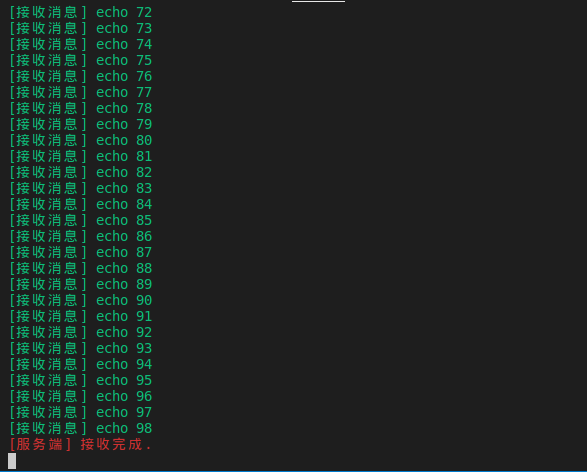 [接收消息] echo 72
[接收消息] echo 73
[接收消息] echo 74
[接收消息] echo 75
[接收消息] echo 76
[接收消息] echo 77
[接收消息] echo 78
[接收消息] echo 79
[接收消息] echo 80
[接收消息] echo 81
[接收消息] echo 82
[接收消息] echo 83
[接收消息] echo 84
[接收消息] echo 85
[接收消息] echo 86
[接收消息] echo 87
[接收消息] echo 88
[接收消息] echo 89
[接收消息] echo 90
[接收消息] echo 91
[接收消息] echo 92
[接收消息] echo 93
[接收消息] echo 94
[接收消息] echo 95
[接收消息] echo 96
[接收消息] echo 97
[接收消息] echo 98
[服务端] 接收完成.